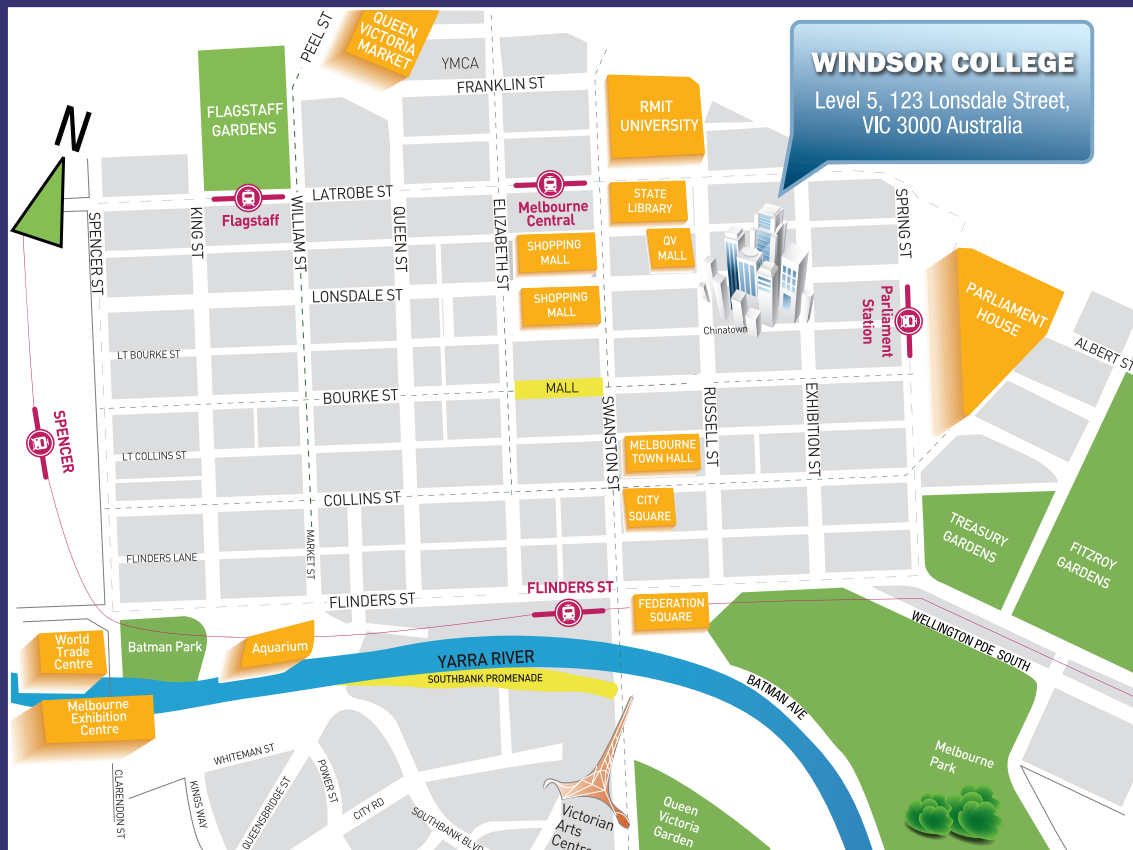 PEEL ST
QUEEN
VICTORIA
MARKET
YMCA
FRANKLIN ST
WINDSOR COLLEGE
Level 5, 123 Lonsdale Street,
VIC 3000 Australia
N
FLAGSTAFF
GARDENS
RMIT
UNIVERSITY
LATROBE ST
Flagstaff
Melbourne
Central
STATE
LIBRARY
SPENCER ST
KING ST
WILLIAM ST
QUEEN ST
ELIZABETH ST
SPRING ST
SHOPPING
MALL
QV
MALL
LONSDALE ST
SHOPPING
MALL
Parliament
Station
PARLIAMENT
HOUSE
Chinatown
ALBERT ST
LT BOURKE ST
BOURKE ST
MALL
SWANSTON ST
RUSSELL ST
EXHIBITION ST
SPENCER
LT COLLINS ST
MELBOURNE
TOWN HALL
COLLINS ST
CITY
SQUARE
TREASURY
GARDENS
FITZROY
GARDENS
FLINDERS LANE
MARKET ST
FLINDERS ST
FLINDERS ST
FEDERATION
SQUARE
WELLINGTON PDE SOUTH
World
Trade
Centre
Batman Park
Aquarium
YARRA RIVER
SOUTHBANK PROMENADE
BATMAN AVE
Melbourne
Exhibition
Centre
WHITEMAN ST
POWER ST
CLARENDON ST
KINGS WAY
QUEENSBRIDGE ST
CITY RD
SOUTHBANK BLVD
Victorian
Arts
Centre
Queen
Victoria
Garden
Melbourne
Park